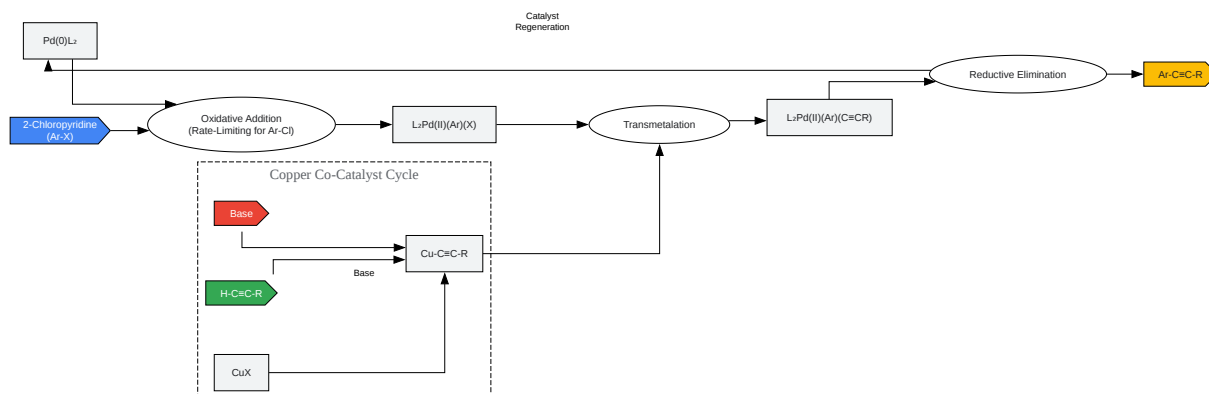 Catalyst
Regeneration
Pd(0)L₂
Reductive Elimination
Ar-C≡C-R
2-Chloropyridine
(Ar-X)
Oxidative Addition
(Rate-Limiting for Ar-Cl)
L₂Pd(II)(Ar)(X)
Transmetalation
L₂Pd(II)(Ar)(C≡CR)
Copper Co-Catalyst Cycle
Base
Cu-C≡C-R
Base
H-C≡C-R
CuX